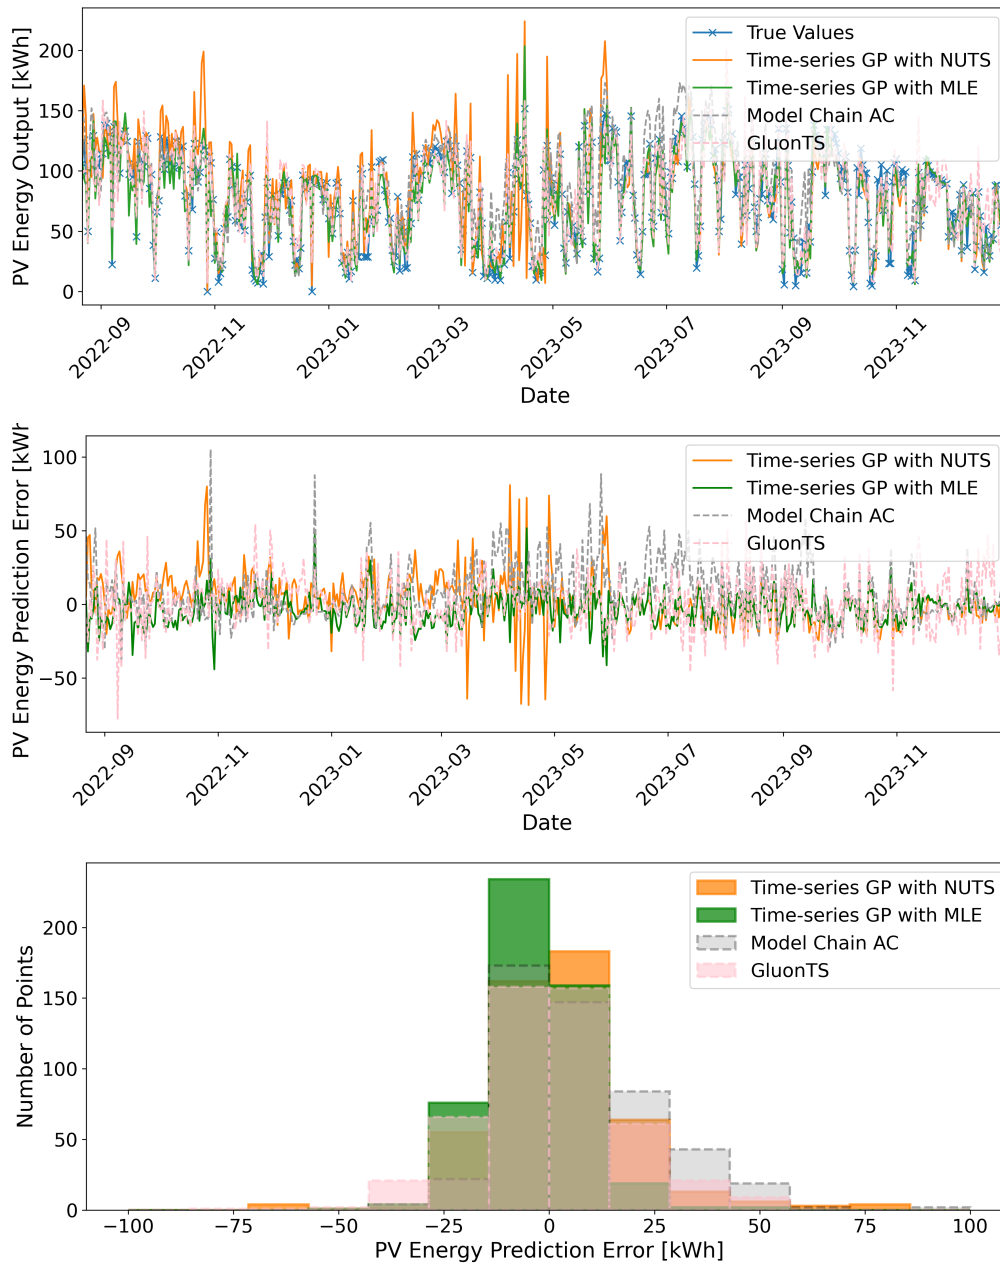 PV Energy Output [kWh]
200
150
100
50
0
True Values
Time-series GP with NUTS
Time-series GP with MLE
Model Chain AC
GluonTS
2022-09
2022-11
2023-01
2023-03
2023-05
2023-07
2023-09
2023-11
Date
PV Energy Prediction Error [kWh
100
50
0
−50
Time-series GP with NUTS
Time-series GP with MLE
Model Chain AC
GluonTS
2022-09
2022-11
2023-01
2023-03
2023-05
2023-07
2023-09
2023-11
Date
Number of Points
200
150
100
50
0
Time-series GP with NUTS
Time-series GP with MLE
Model Chain AC
GluonTS
−100
−75
−50
−25
0
25
50
75
100
PV Energy Prediction Error [kWh]